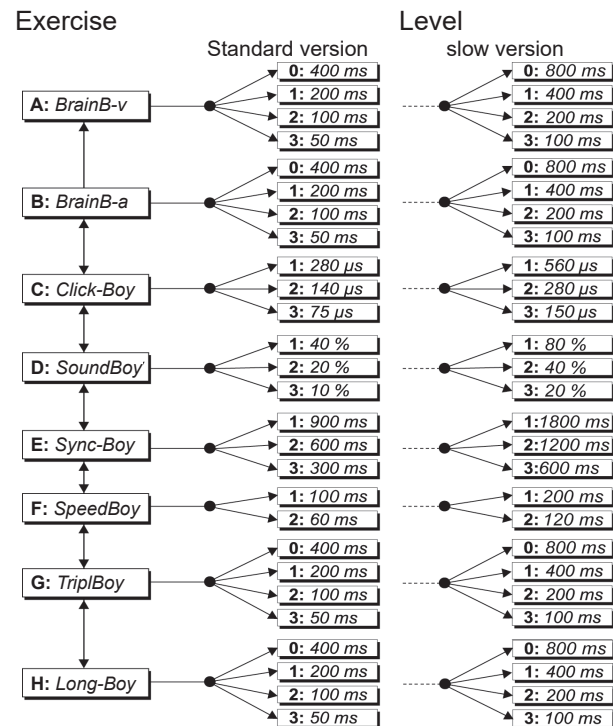 Exercise Level
Standard version slow version
A: BrainB-v
0: 400 ms
1: 200 ms
2: 100 ms
3: 50 ms
0: 800 ms
1: 400 ms
2: 200 ms
3: 100 ms
B: BrainB-a
0: 400 ms
1: 200 ms
2: 100 ms
3: 50 ms
0: 800 ms
1: 400 ms
2: 200 ms
3: 100 ms
C: Click-Boy
1: 280 µs
2: 140 µs
3: 75 µs
1: 560 µs
2: 280 µs
3: 150 µs
D: SoundBoy
1: 40 %
2: 20 %
3: 10 %
1: 80 %
2: 40 %
3: 20 %
E: Sync-Boy
1: 900 ms
2: 600 ms
3: 300 ms
1:1800 ms
2:1200 ms
3:600 ms
F: SpeedBoy
1: 100 ms
2: 60 ms
1: 200 ms
2: 120 ms
G: TriplBoy
0: 400 ms
1: 200 ms
2: 100 ms
3: 50 ms
0: 800 ms
1: 400 ms
2: 200 ms
3: 100 ms
H: Long-Boy
0: 400 ms
1: 200 ms
2: 100 ms
3: 50 ms
0: 800 ms
1: 400 ms
2: 200 ms
3: 100 ms